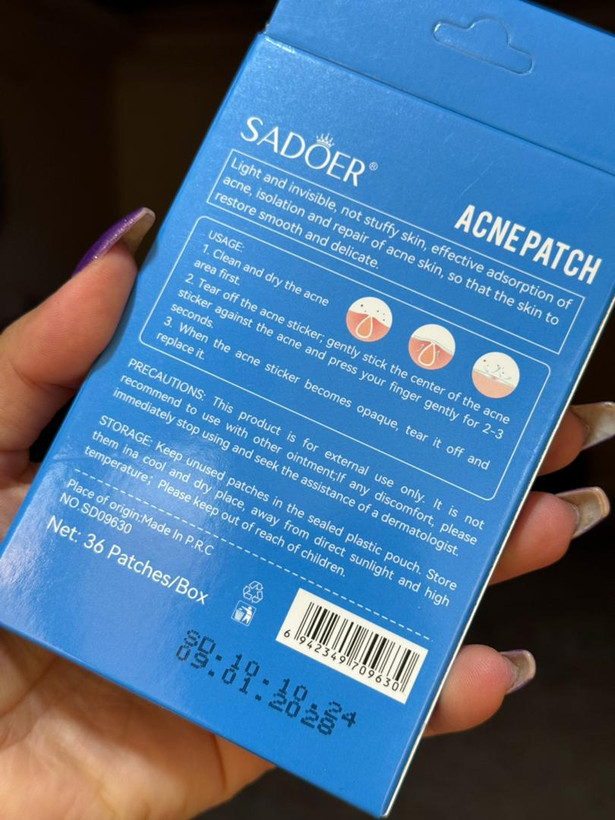 SADOER®
ACNEPATCH
Light and invisible, not stuffy skin, effective adsorption of
acne, isolation and repair of acne skin, so that the skin to
restore smooth and delicate.
USAGE:
1. Clean and dry the acne
area first.
2. Tear off the acne sticker; gently stick the center of the acne
sticker against the acne and press your finger gently for 2-3
seconds.
3. When the acne sticker becomes opaque, tear it off and
replace it.
PRECAUTIONS: This product is for external use only. It is not
recommend to use with other ointment;If any discomfort, please
immediately stop using and seek the assistance of a dermatologist.
STORAGE: Keep unused patches in the sealed plastic pouch. Store
them ina cool and dry place, away from direct sunlight and high
temperature; Please keep out of reach of children.
Place of origin:Made In P.R.C
NO.SD09630
Net: 36 Patches/Box
6 942349 709630
SD.10.10.24
09.01.2028